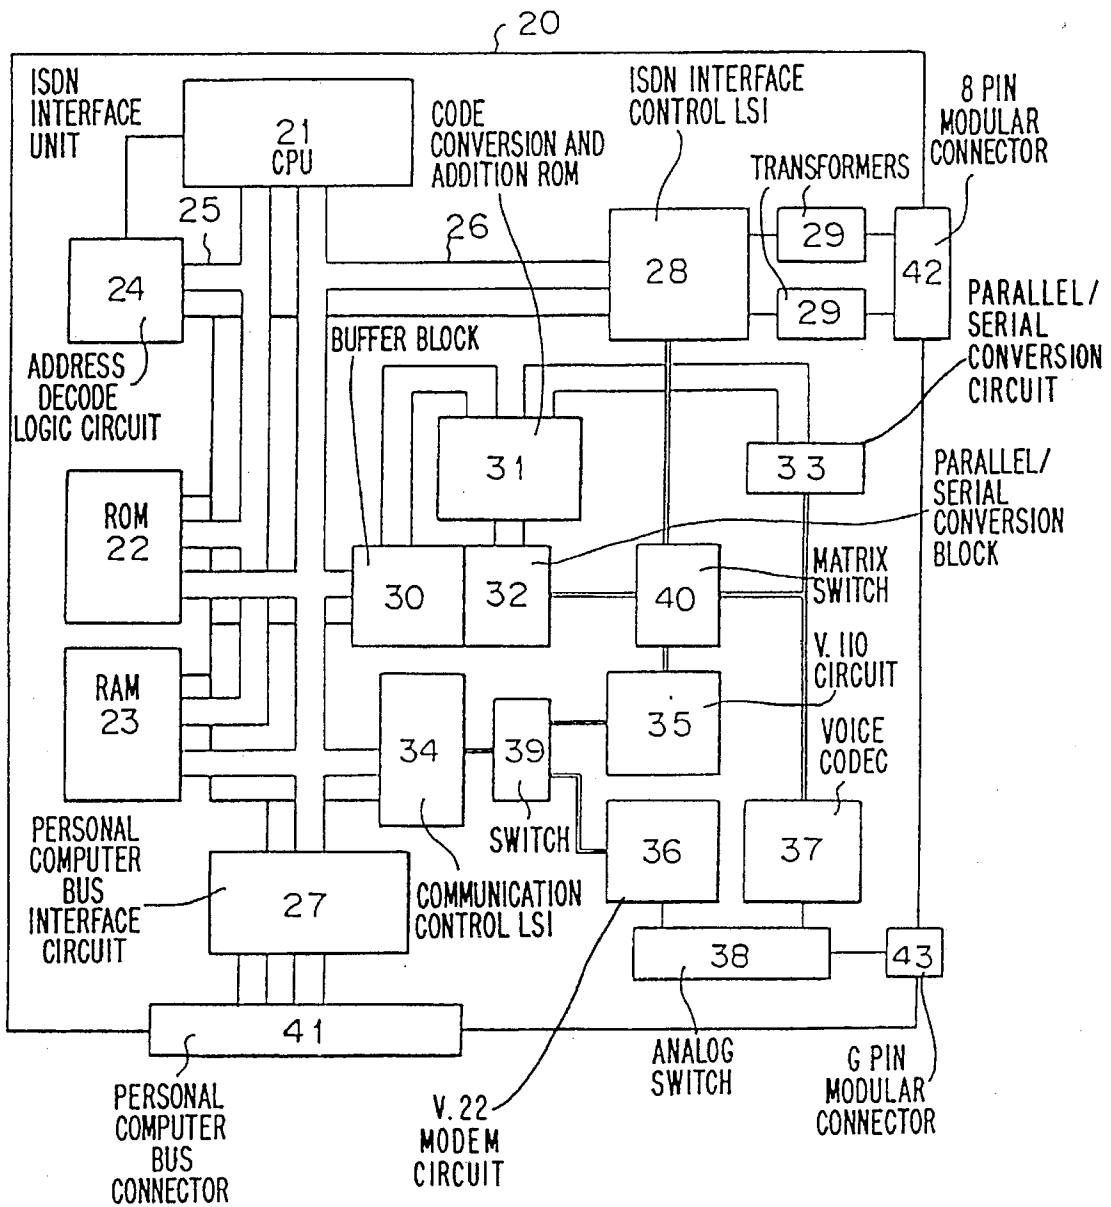 20
ISDN
INTERFACE
UNIT
21
CPU
CODE
CONVERSION AND
ADDITION ROM
ISDN INTERFACE
CONTROL LSI
8 PIN
MODULAR
CONNECTOR
TRANSFORMERS
25
26
24
28
29
29
42
ADDRESS
DECODE
LOGIC CIRCUIT
BUFFER BLOCK
PARALLEL/
SERIAL
CONVERSION
CIRCUIT
31
33
PARALLEL/
SERIAL
CONVERSION
BLOCK
ROM
22
30
32
40
MATRIX
SWITCH
RAM
23
34
39
35
V. 110
CIRCUIT
VOICE
CODEC
SWITCH
36
37
PERSONAL
COMPUTER
BUS
INTERFACE
CIRCUIT
27
COMMUNICATION
CONTROL LSI
38
43
41
ANALOG
SWITCH
G PIN
MODULAR
CONNECTOR
PERSONAL
COMPUTER
BUS
CONNECTOR
V. 22
MODEM
CIRCUIT